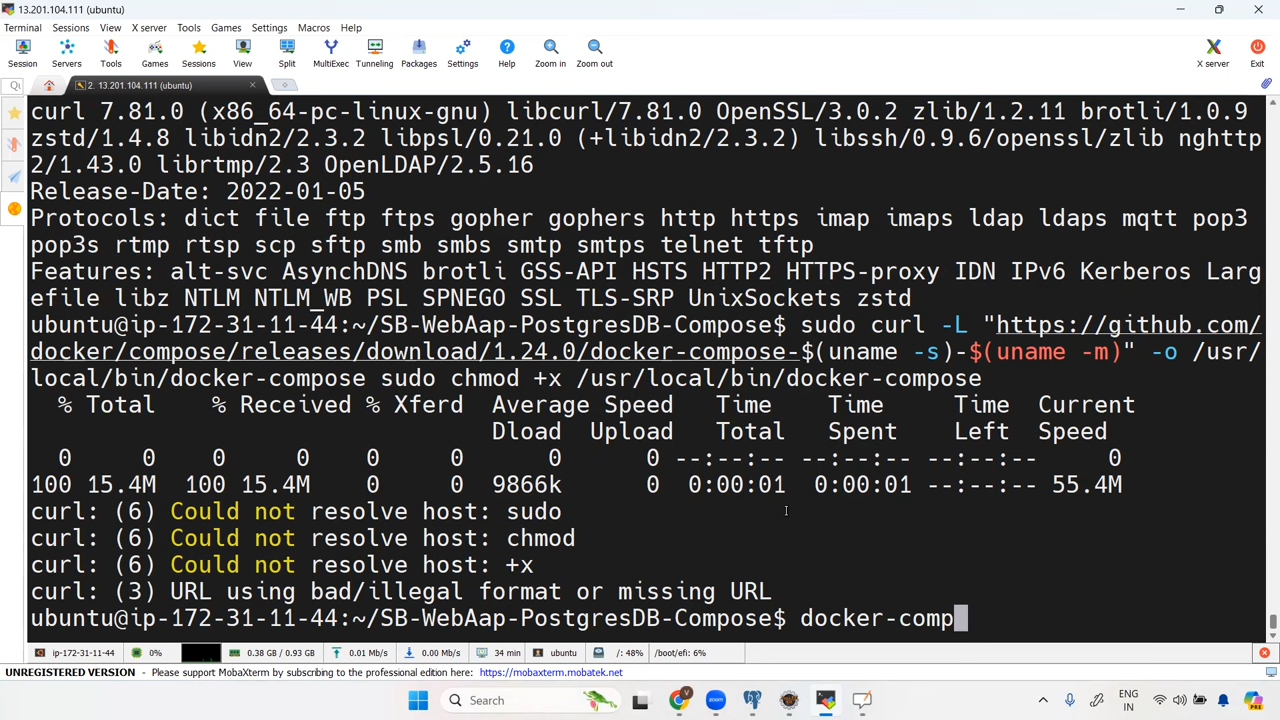 13.201.104.111 (ubuntu)
Terminal Sessions View X server Tools Games Settings Macros Help
Session Servers Tools Games Sessions View Split MultiExec Tunneling Packages Settings Help Zoom in Zoom out X server Exit
2. 13.201.104.111 (ubuntu)
curl 7.81.0 (x86_64-pc-linux-gnu) libcurl/7.81.0 OpenSSL/3.0.2 zlib/1.2.11 brotli/1.0.9
zstd/1.4.8 libidn2/2.3.2 libpsl/0.21.0 (+libidn2/2.3.2) libssh/0.9.6/openssl/zlib nghttp
2/1.43.0 librtmp/2.3 OpenLDAP/2.5.16
Release-Date: 2022-01-05
Protocols: dict file ftp ftps gopher gophers http https imap imaps ldap ldaps mqtt pop3
pop3s rtmp rtsp scp sftp smb smbs smtp smtps telnet tftp
Features: alt-svc AsynchDNS brotli GSS-API HSTS HTTP2 HTTPS-proxy IDN IPv6 Kerberos Larg
efile libz NTLM NTLM_WB PSL SPNEGO SSL TLS-SRP UnixSockets zstd
ubuntu@ip-172-31-11-44:~/SB-WebAap-PostgresDB-Compose$ sudo curl -L "https://github.com/
docker/compose/releases/download/1.24.0/docker-compose-$(uname -s)-$(uname -m)" -o /usr/
local/bin/docker-compose sudo chmod +x /usr/local/bin/docker-compose
% Total % Received % Xferd Average Speed Time Time Time Current
Dload Upload Total Spent Left Speed
0 0 0 0 0 0 0 0 --:--:-- --:--:-- --:--:-- 0
100 15.4M 100 15.4M 0 0 9866k 0 0:00:01 0:00:01 --:--:-- 55.4M
curl: (6) Could not resolve host: sudo
curl: (6) Could not resolve host: chmod
curl: (6) Could not resolve host: +x
curl: (3) URL using bad/illegal format or missing URL
ubuntu@ip-172-31-11-44:~/SB-WebAap-PostgresDB-Compose$ docker-comp
ip-172-31-11-44 0% 0.38 GB / 0.93 GB 0.01 Mb/s 0.00 Mb/s 34 min ubuntu /: 48% /boot/efi: 6%
UNREGISTERED VERSION - Please support MobaXterm by subscribing to the professional edition here: https://mobaxterm.mobatek.net
Search ENG
IN